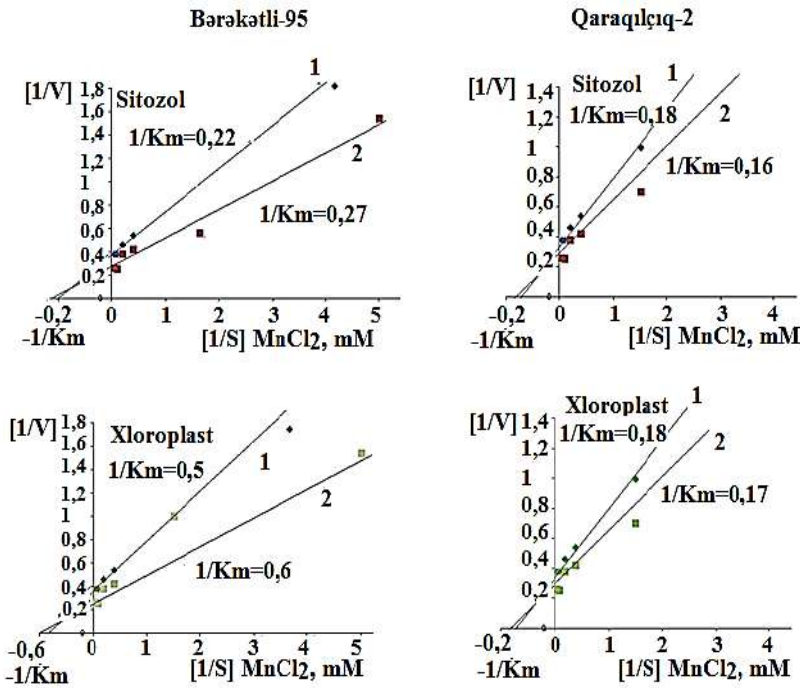 Bərəkətli-95
Qaraqılçıq-2
[1/V]
1,8
1,6
1,4
1,2
1
0,8
0,6
0,4
0,2
0
Sitozol
1/Km=0,22
1
2
1/Km=0,27
-0,2
0
1
2
3
4
5
-1/Km
[1/S] MnCl2, mM
[1/V]
1,4
1,2
1
0,8
0,6
0,4
0,2
0
Sitozol
1/Km=0,18
1
2
1/Km=0,16
-0,2
0
1
2
3
4
-1/Km
[1/S] MnCl2, mM
[1/V]
1,8
1,6
1,4
1,2
1
0,8
0,6
0,4
0,2
0
Xloroplast
1/Km=0,5
1
2
1/Km=0,6
-0,6
0
1
2
3
4
5
-1/Km
[1/S] MnCl2, mM
[1/V]
1,4
1,2
1
0,8
0,6
0,4
0,2
0
Xloroplast
1/Km=0,18
1
2
1/Km=0,17
-0,2
0
1
2
3
4
-1/Km
[1/S] MnCl2, mM